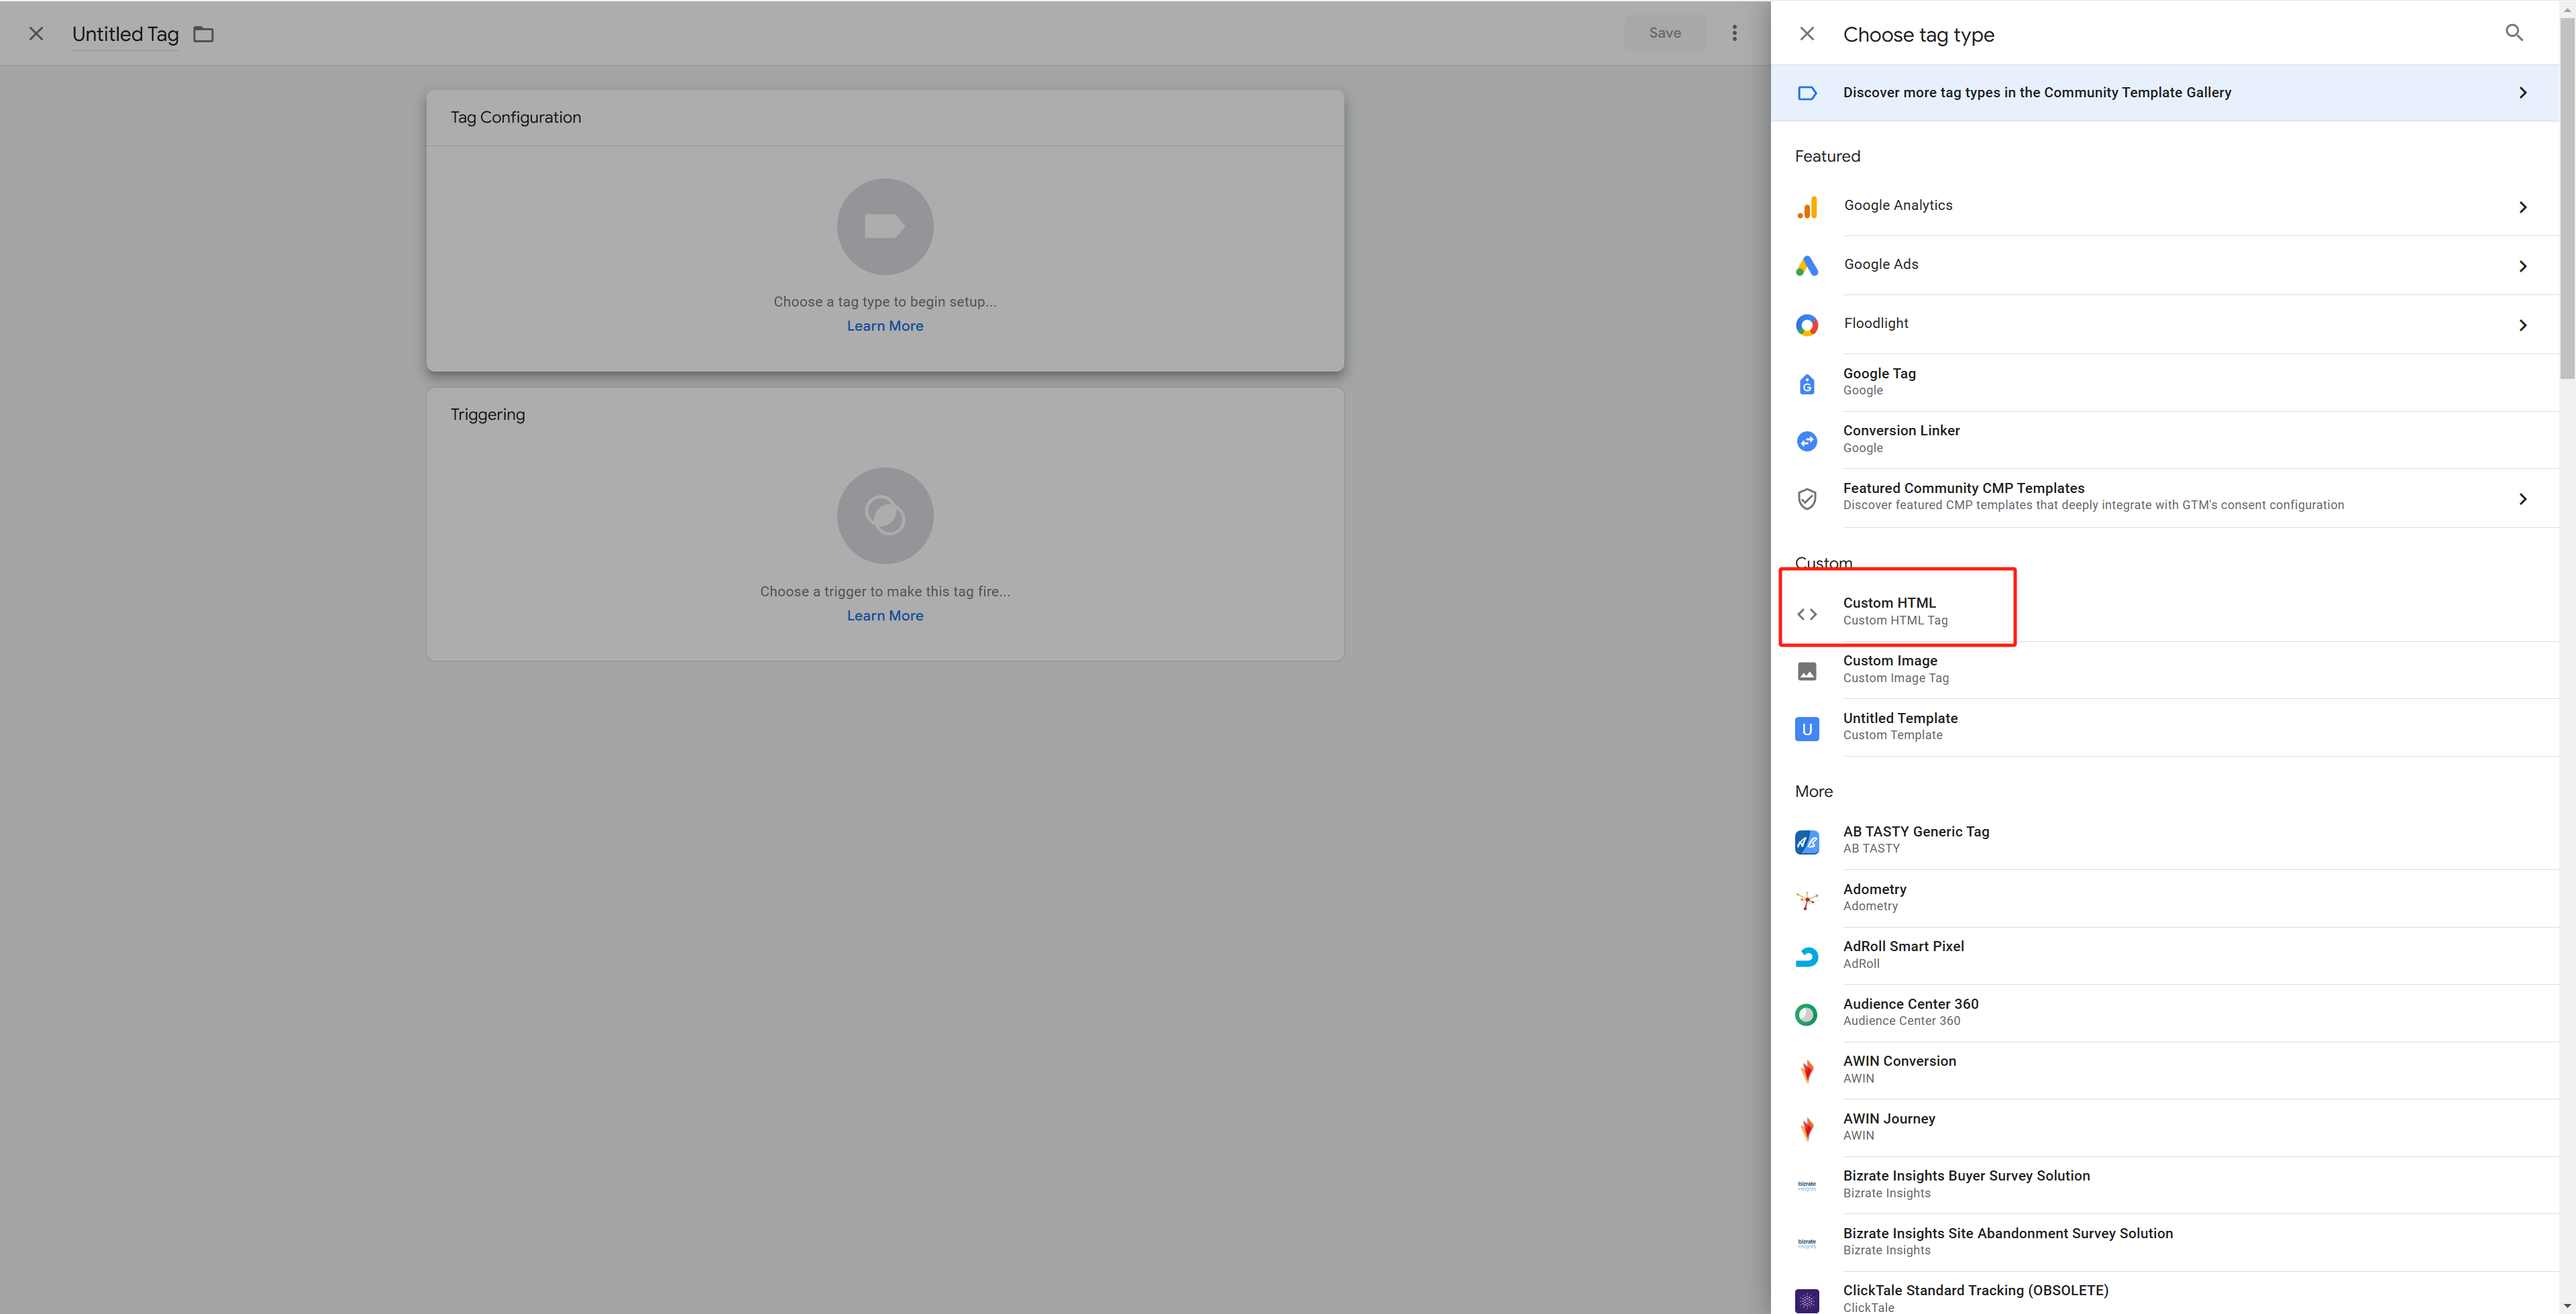 Untitled Tag
Save
Tag Configuration
Choose a tag type to begin setup...
Learn More
Triggering
Choose a trigger to make this tag fire...
Learn More
Choose tag type
Discover more tag types in the Community Template Gallery
Featured
Google Analytics
Google Ads
Floodlight
Google Tag
Google
Conversion Linker
Google
Featured Community CMP Templates
Discover featured CMP templates that deeply integrate with GTM's consent configuration
Custom
Custom HTML
Custom HTML Tag
Custom Image
Custom Image Tag
U
Untitled Template
Custom Template
More
AB TASTY Generic Tag
AB TASTY
Adometry
Adometry
AdRoll Smart Pixel
AdRoll
Audience Center 360
Audience Center 360
AWIN Conversion
AWIN
AWIN Journey
AWIN
bizrate
insights
Bizrate Insights Buyer Survey Solution
Bizrate Insights
bizrate
insights
Bizrate Insights Site Abandonment Survey Solution
Bizrate Insights
ClickTale Standard Tracking (OBSOLETE)
ClickTale